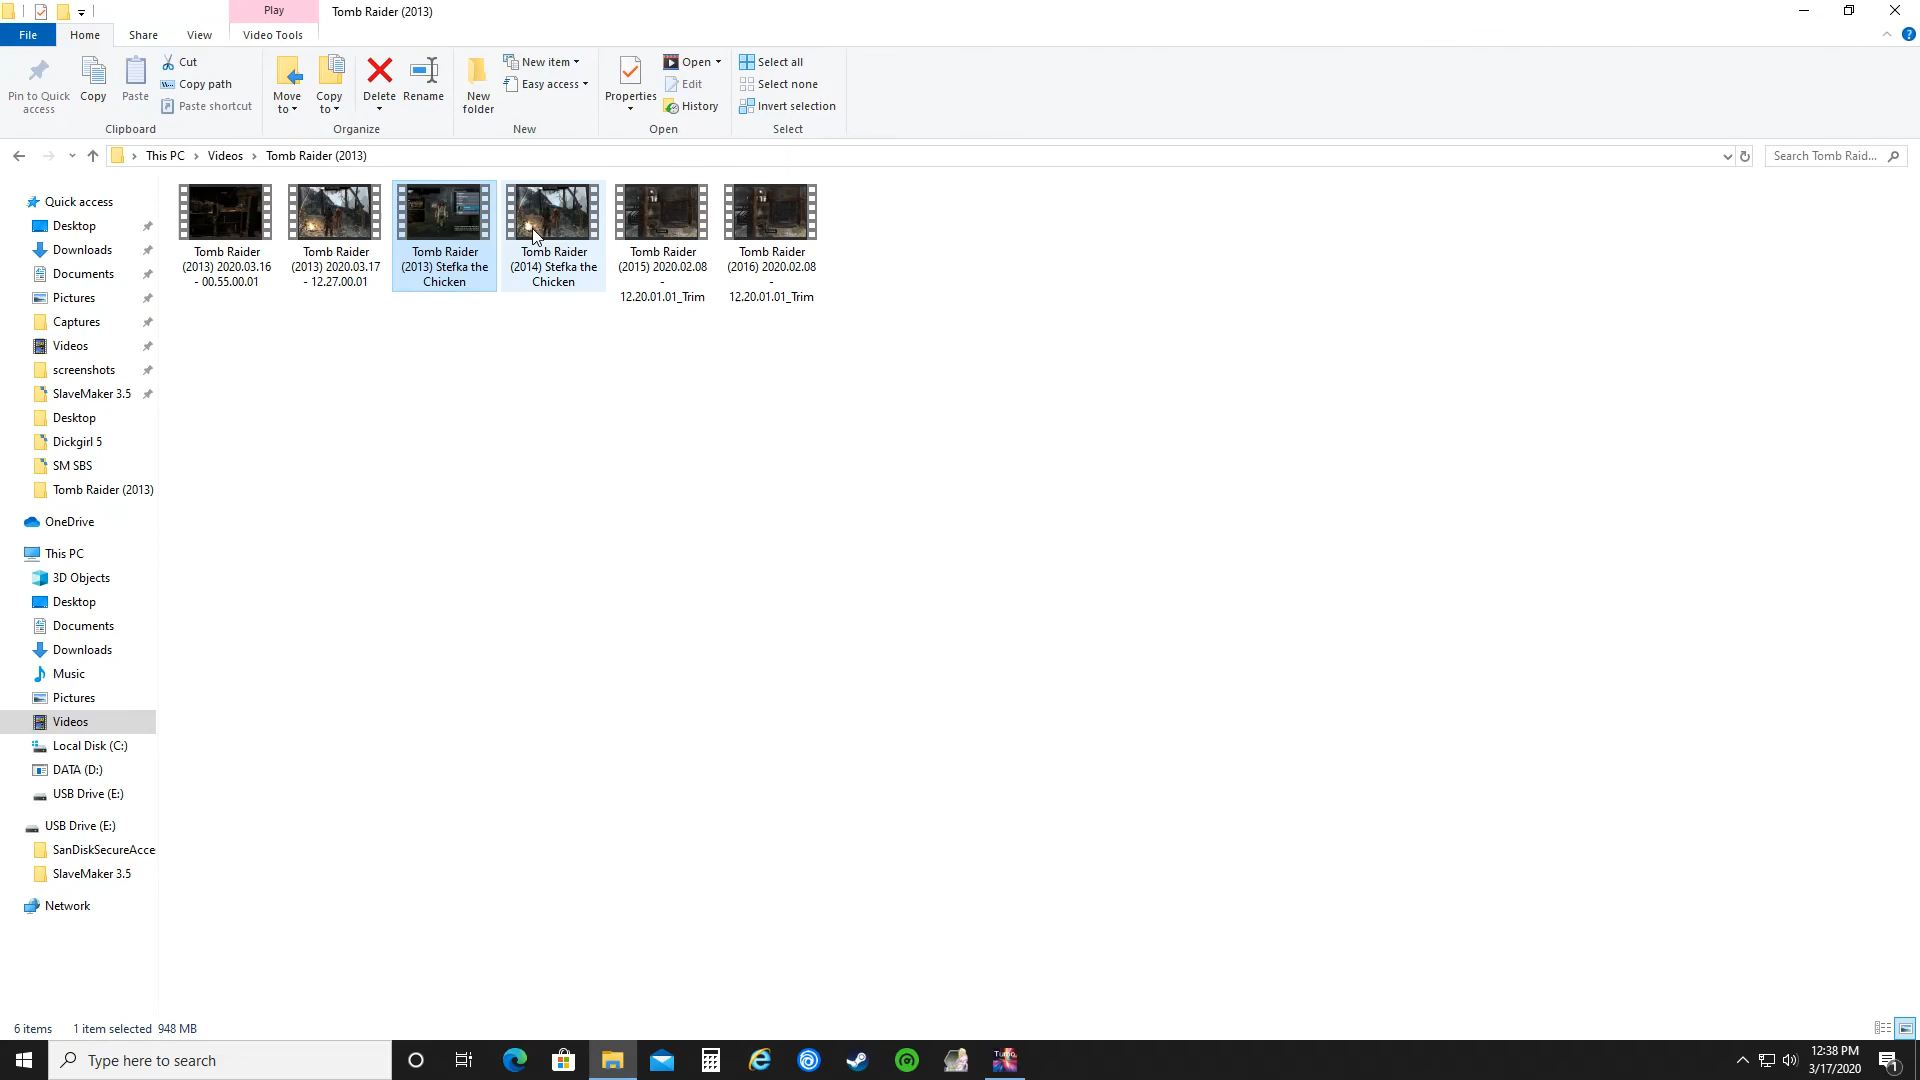 Play
Tomb Raider (2013)
File
Home
Share
View
Video Tools
Pin to Quick
access
Copy
Paste
Cut
Copy path
Paste shortcut
Clipboard
Move
to
Copy
to
Delete
Rename
Organize
New
folder
New item
Easy access
New
Properties
Open
Edit
History
Open
Select all
Select none
Invert selection
Select
This PC
Videos
Tomb Raider (2013)
Search Tomb Raid...
Quick access
Desktop
Downloads
Documents
Pictures
Captures
Videos
screenshots
SlaveMaker 3.5
Desktop
Dickgirl 5
SM SBS
Tomb Raider (2013)
OneDrive
This PC
3D Objects
Desktop
Documents
Downloads
Music
Pictures
Videos
Local Disk (C:)
DATA (D:)
USB Drive (E:)
USB Drive (E:)
SanDiskSecureAcce
SlaveMaker 3.5
Network
Tomb Raider
(2013) 2020.03.16
- 00.55.00.01
Tomb Raider
(2013) 2020.03.17
- 12.27.00.01
Tomb Raider
(2013) Stefka the
Chicken
Tomb Raider
(2014) Stefka the
Chicken
Tomb Raider
(2015) 2020.02.08
-
12.20.01.01_Trim
Tomb Raider
(2016) 2020.02.08
-
12.20.01.01_Trim
6 items
1 item selected 948 MB
Type here to search
12:38 PM
3/17/2020
1